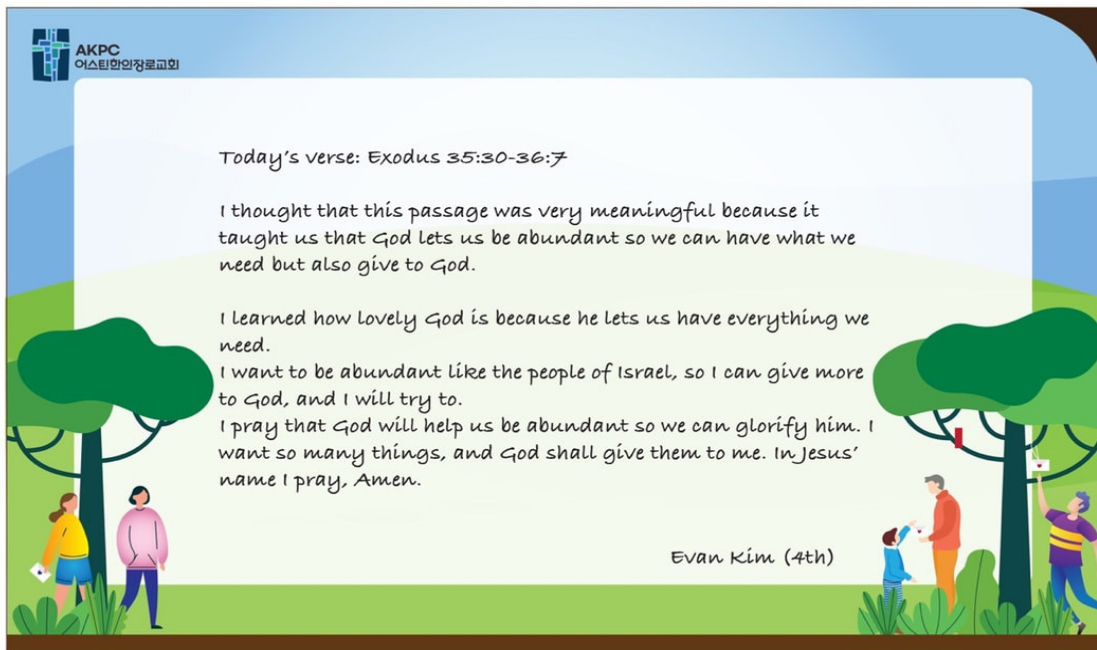 AKPC
어스틴한인장로교회
Today's verse: Exodus 35:30-36:7
I thought that this passage was very meaningful because it
taught us that God lets us be abundant so we can have what we
need but also give to God.
I learned how lovely God is because he lets us have everything we
need.
I want to be abundant like the people of Israel, so I can give more
to God, and I will try to.
I pray that God will help us be abundant so we can glorify him. I
want so many things, and God shall give them to me. In Jesus'
name I pray, Amen.
Evan Kim (4th)